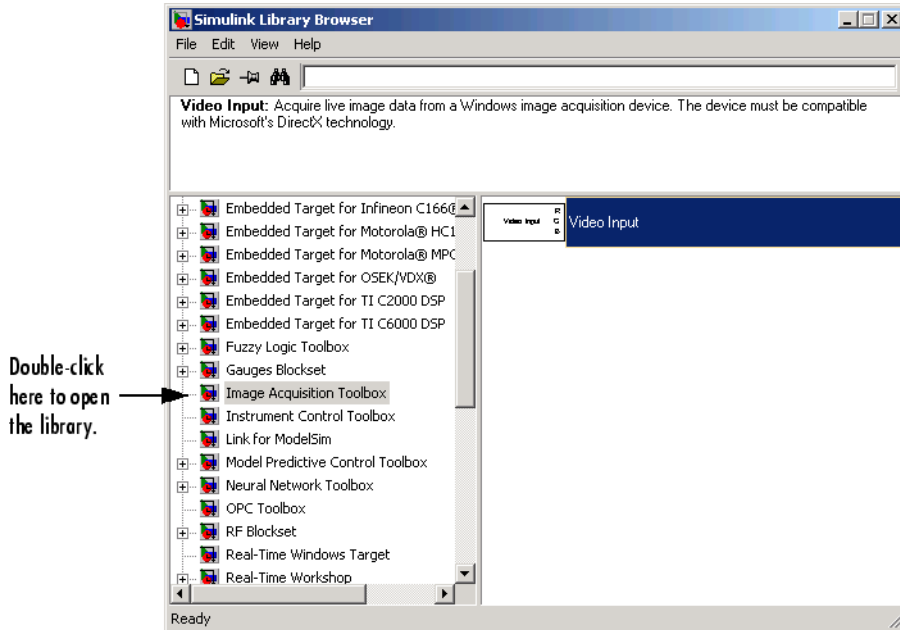 Simulink Library Browser
File Edit View Help
Video Input: Acquire live image data from a Windows image acquisition device. The device must be compatible
with Microsoft's DirectX technology.
Embedded Target for Infineon C166®
Embedded Target for Motorola® HC1
Embedded Target for Motorola® MPC
Embedded Target for OSEK/VDX®
Embedded Target for TI C2000 DSP
Embedded Target for TI C6000 DSP
Fuzzy Logic Toolbox
Gauges Blockset
Image Acquisition Toolbox
Instrument Control Toolbox
Link for ModelSim
Model Predictive Control Toolbox
Neural Network Toolbox
OPC Toolbox
RF Blockset
Real-Time Windows Target
Real-Time Workshop
Video Input
R
G
B
Video Input
Double-click
here to open
the library.
Ready